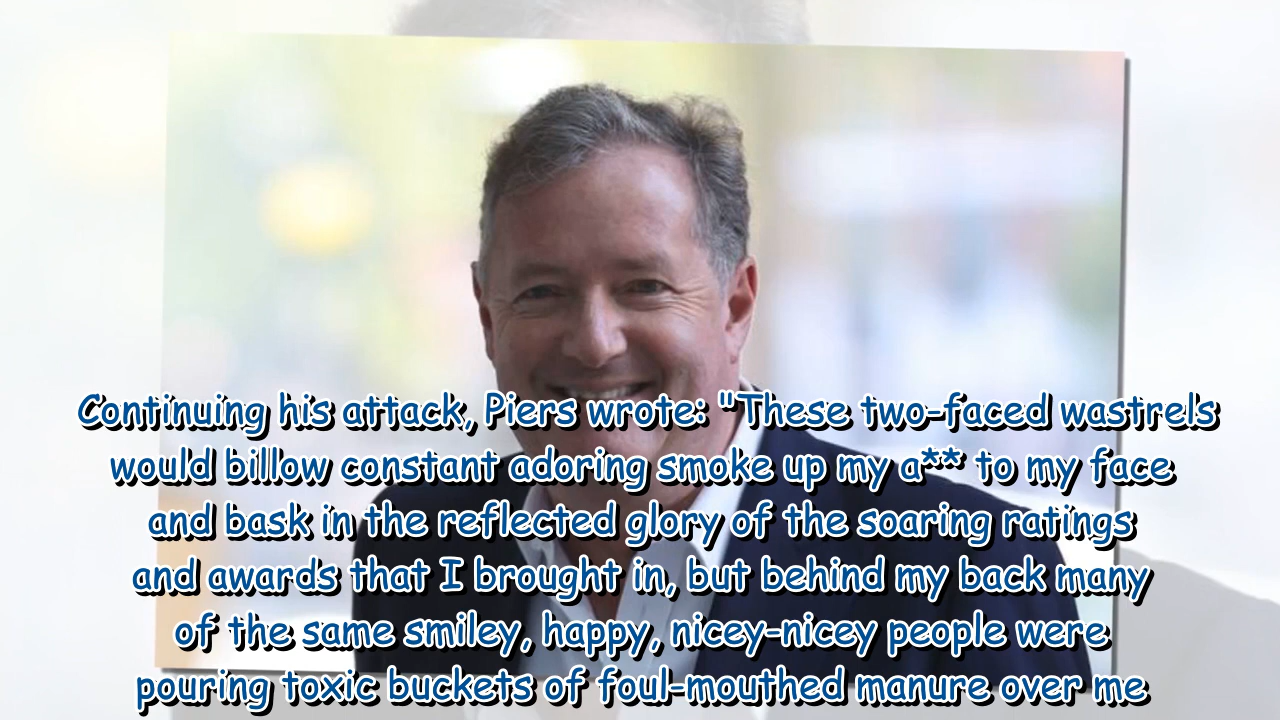 Continuing his attack, Piers wrote: "These two-faced wastrels
would billow constant adoring smoke up my a** to my face
and bask in the reflected glory of the soaring ratings
and awards that I brought in, but behind my back many
of the same smiley, happy, nicey-nicey people were
pouring toxic buckets of foul-mouthed manure over me